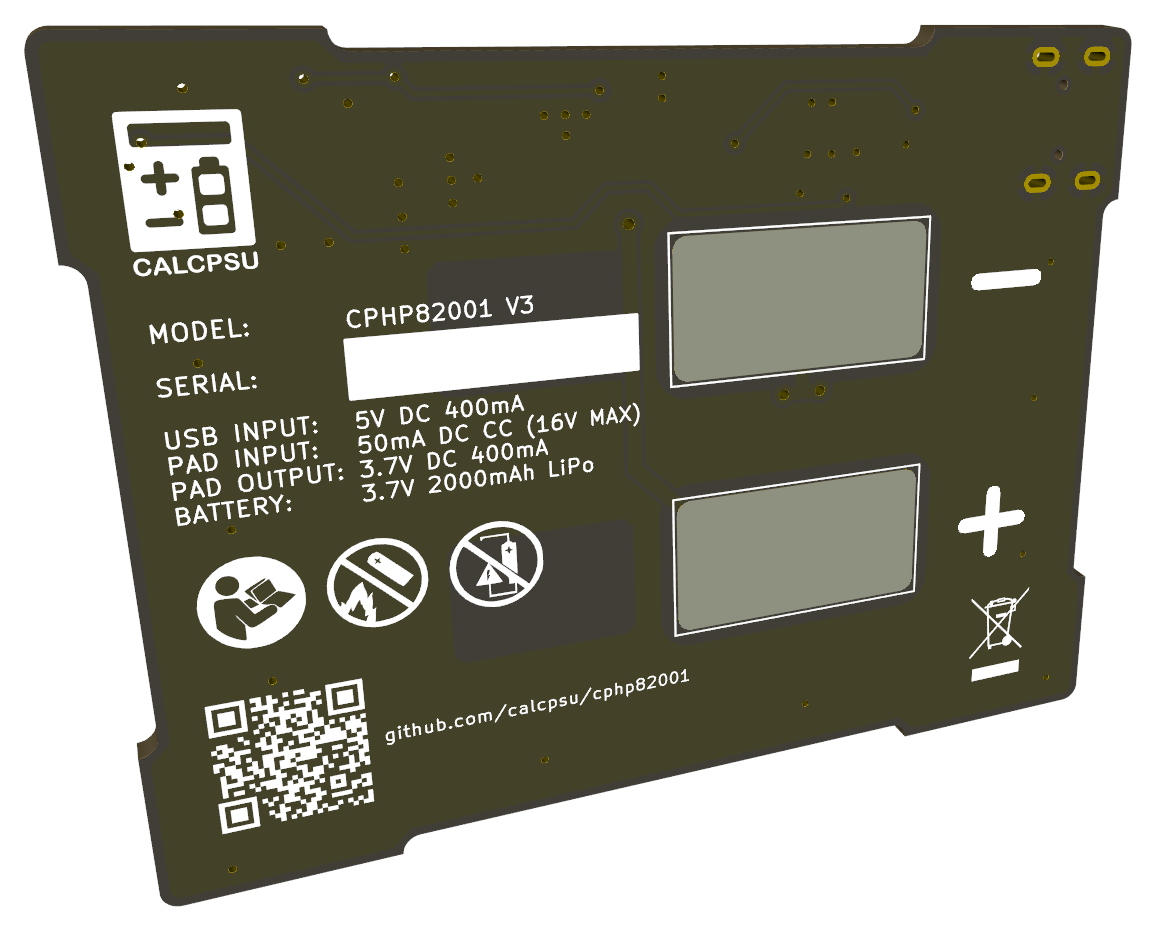 CALCPSU
MODEL: CPHP82001 V3
SERIAL:
USB INPUT: 5V DC 400mA
PAD INPUT: 50mA DC CC (16V MAX)
PAD OUTPUT: 3.7V DC 400mA
BATTERY: 3.7V 2000mAh LiPo
github.com/calcpsu/cphp82001